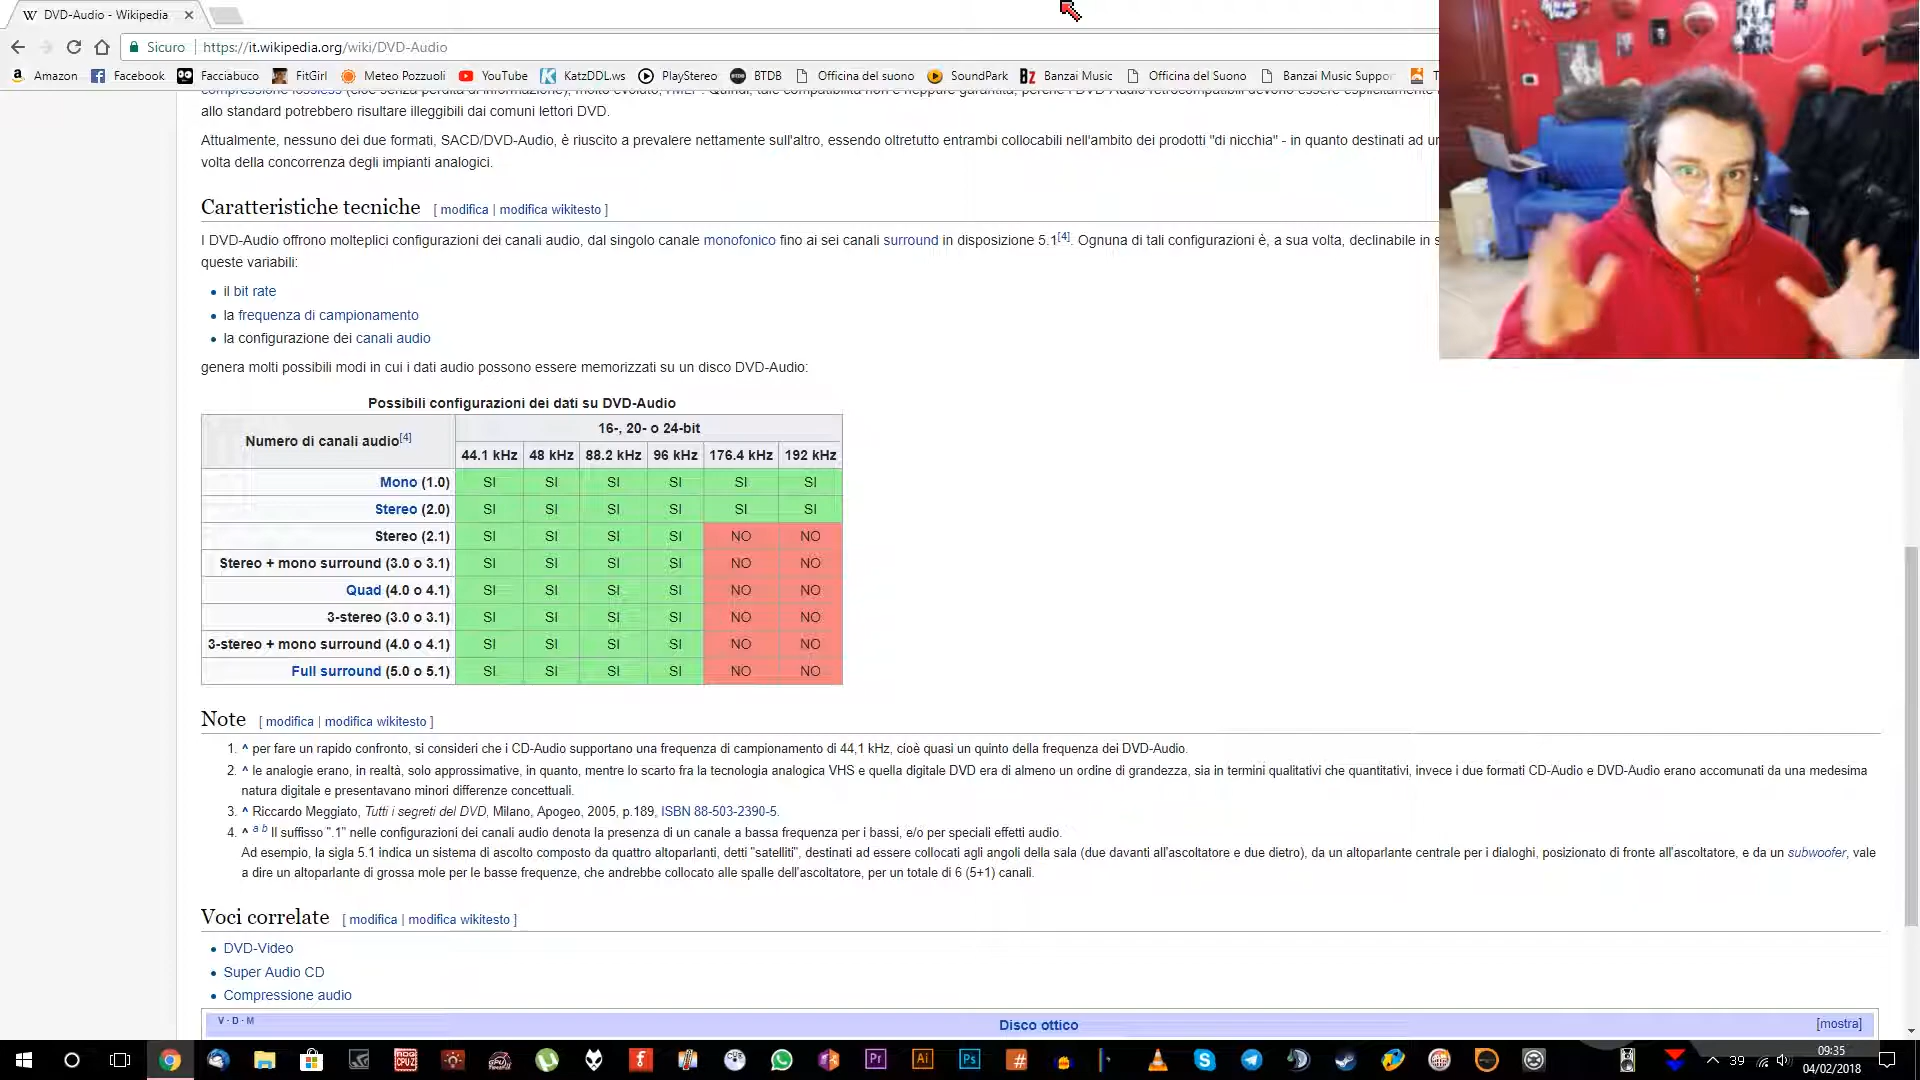 DVD-Audio - Wikipedia
Sicuro https://it.wikipedia.org/wiki/DVD-Audio
Amazon Facebook Facciabuco FitGirl Meteo Pozzuoli YouTube KatzDDL.ws PlayStereo BTDB Officina del suono SoundPark Banzai Music Officina del Suono Banzai Music Suppor
allo standard potrebbero risultare illeggibili dai comuni lettori DVD.
Attualmente, nessuno dei due formati, SACD/DVD-Audio, è riuscito a prevalere nettamente sull'altro, essendo oltretutto entrambi collocabili nell'ambito dei prodotti "di nicchia" - in quanto destinati ad
volta della concorrenza degli impianti analogici.
Caratteristiche tecniche [ modifica | modifica wikitesto ]
I DVD-Audio offrono molteplici configurazioni dei canali audio, dal singolo canale monofonico fino ai sei canali surround in disposizione 5.1[4]. Ognuna di tali configurazioni è, a sua volta, declinabile in s
queste variabili:
il bit rate
la frequenza di campionamento
la configurazione dei canali audio
genera molti possibili modi in cui i dati audio possono essere memorizzati su un disco DVD-Audio:
Possibili configurazioni dei dati su DVD-Audio
Numero di canali audio[4] 16-, 20- o 24-bit
44.1 kHz 48 kHz 88.2 kHz 96 kHz 176.4 kHz 192 kHz
Mono (1.0) SI SI SI SI SI SI
Stereo (2.0) SI SI SI SI SI SI
Stereo (2.1) SI SI SI SI NO NO
Stereo + mono surround (3.0 o 3.1) SI SI SI SI NO NO
Quad (4.0 o 4.1) SI SI SI SI NO NO
3-stereo (3.0 o 3.1) SI SI SI SI NO NO
3-stereo + mono surround (4.0 o 4.1) SI SI SI SI NO NO
Full surround (5.0 o 5.1) SI SI SI SI NO NO
Note [ modifica | modifica wikitesto ]
1. ^ per fare un rapido confronto, si consideri che i CD-Audio supportano una frequenza di campionamento di 44,1 kHz, cioè quasi un quinto della frequenza dei DVD-Audio.
2. ^ le analogie erano, in realtà, solo approssimative, in quanto, mentre lo scarto fra la tecnologia analogica VHS e quella digitale DVD era di almeno un ordine di grandezza, sia in termini qualitativi che quantitativi, invece i due formati CD-Audio e DVD-Audio erano accomunati da una medesima
natura digitale e presentavano minori differenze concettuali.
3. ^ Riccardo Meggiato, Tutti i segreti del DVD, Milano, Apogeo, 2005, p.189, ISBN 88-503-2390-5.
4. ^ a b Il suffisso ".1" nelle configurazioni dei canali audio denota la presenza di un canale a bassa frequenza per i bassi, e/o per speciali effetti audio.
Ad esempio, la sigla 5.1 indica un sistema di ascolto composto da quattro altoparlanti, detti "satelliti", destinati ad essere collocati agli angoli della sala (due davanti all'ascoltatore e due dietro), da un altoparlante centrale per i dialoghi, posizionato di fronte all'ascoltatore, e da un subwoofer, vale
a dire un altoparlante di grossa mole per le basse frequenze, che andrebbe collocato alle spalle dell'ascoltatore, per un totale di 6 (5+1) canali.
Voci correlate [ modifica | modifica wikitesto ]
DVD-Video
Super Audio CD
Compressione audio
V · D · M Disco ottico [mostra]
39 09:35
04/02/2018